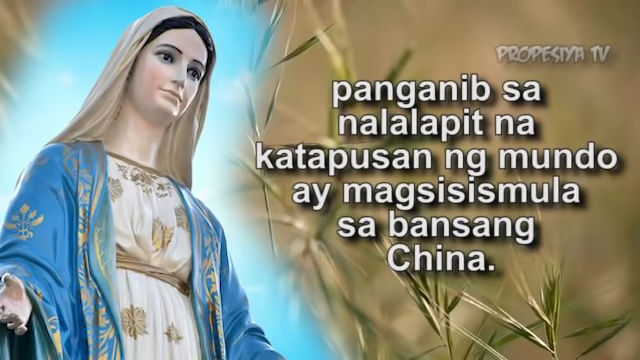 PROPESIYA TV
panganib sa
nalalapit na
katapusan ng mundo
ay magsisismula
sa bansang
China.